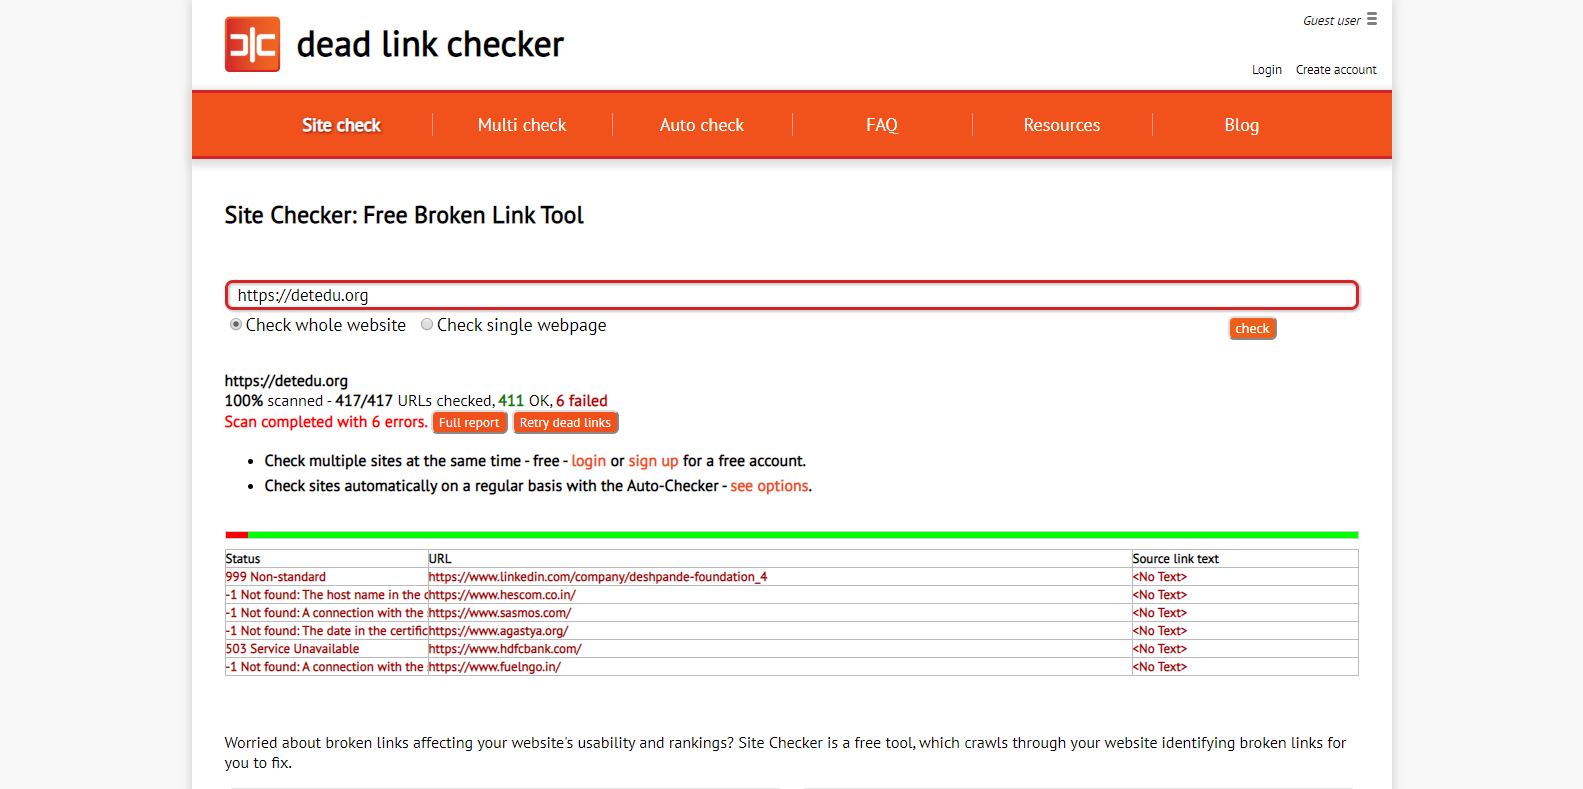 dead link checker
Guest user
Login Create account
Site check Multi check Auto check FAQ Resources Blog
Site Checker: Free Broken Link Tool
https://detedu.org
Check whole website Check single webpage check
https://detedu.org
100% scanned - 417/417 URLs checked, 411 OK, 6 failed
Scan completed with 6 errors. Full report Retry dead links
• Check multiple sites at the same time - free - login or sign up for a free account.
• Check sites automatically on a regular basis with the Auto-Checker - see options.
Status URL Source link text
999 Non-standard https://www.linkedin.com/company/deshpande-foundation_4 <No Text>
-1 Not found: The host name in the c https://www.hescom.co.in/ <No Text>
-1 Not found: A connection with the https://www.sasmos.com/ <No Text>
-1 Not found: The date in the certific https://www.agastya.org/ <No Text>
503 Service Unavailable https://www.hdfcbank.com/ <No Text>
-1 Not found: A connection with the https://www.fuelngo.in/ <No Text>
Worried about broken links affecting your website's usability and rankings? Site Checker is a free tool, which crawls through your website identifying broken links for
you to fix.